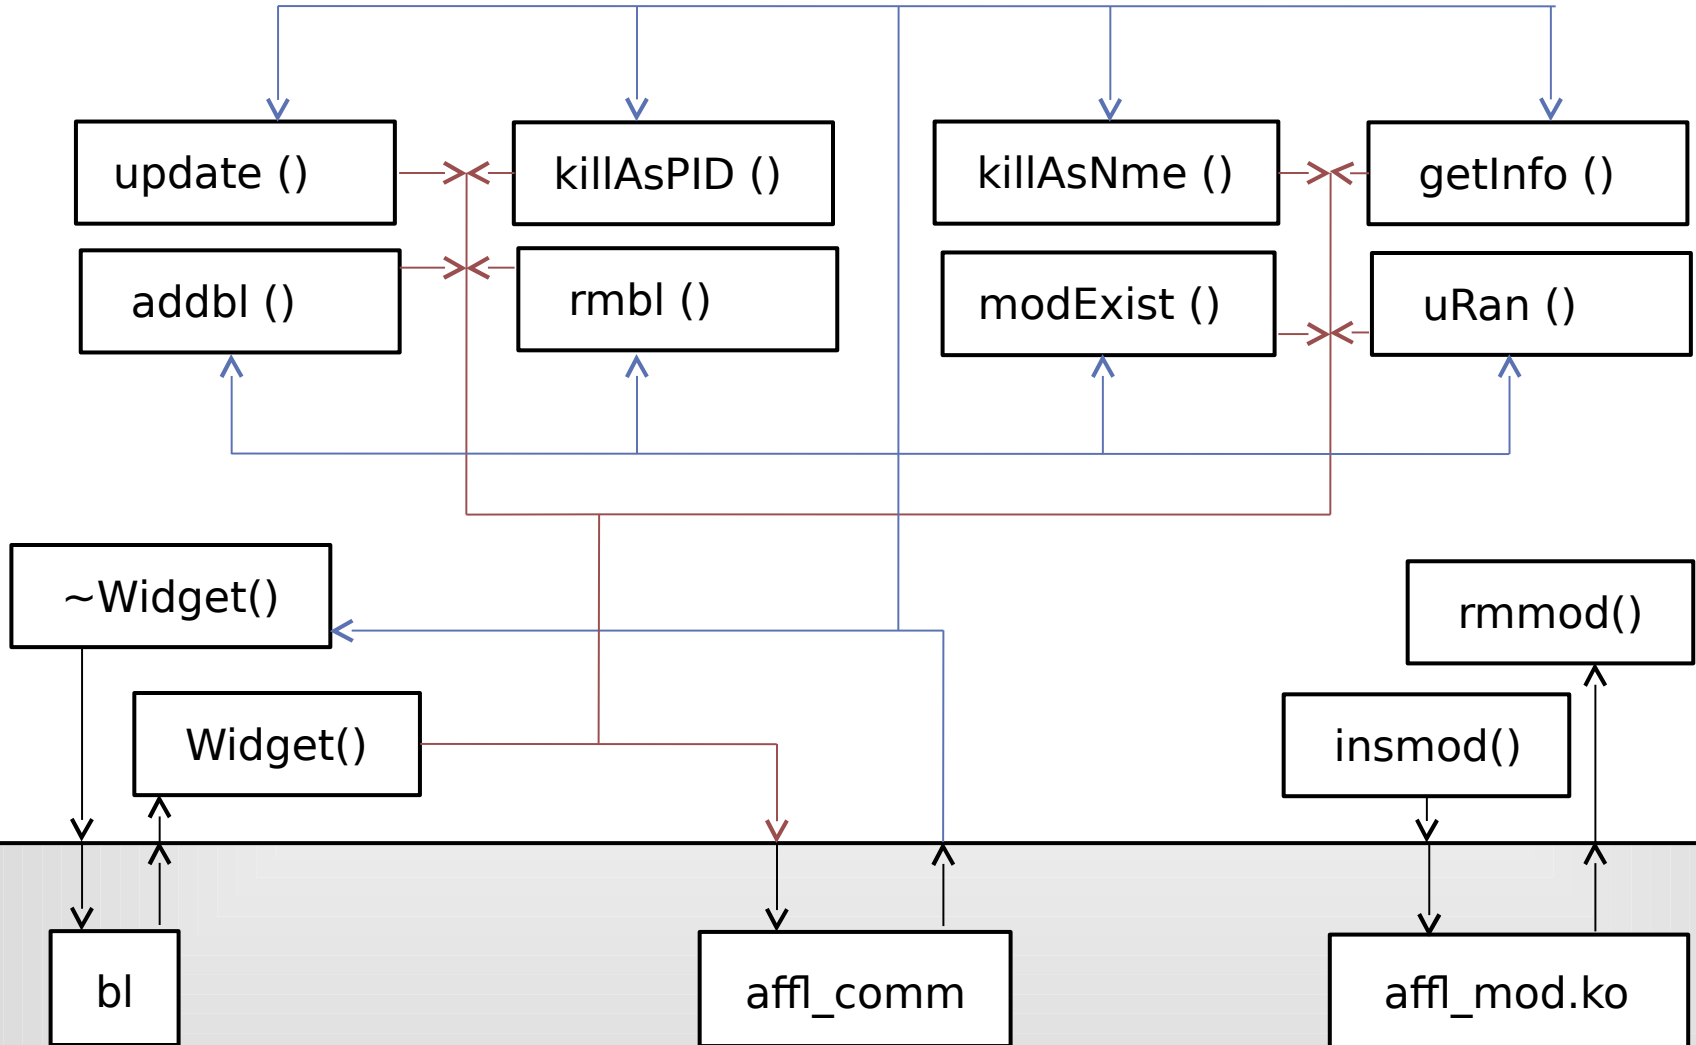 update ()
killAsPID ()
killAsNme ()
getInfo ()
addbl ()
rmbl ()
modExist ()
uRan ()
~Widget()
rmmod()
Widget()
insmod()
bl
affl_comm
affl_mod.ko